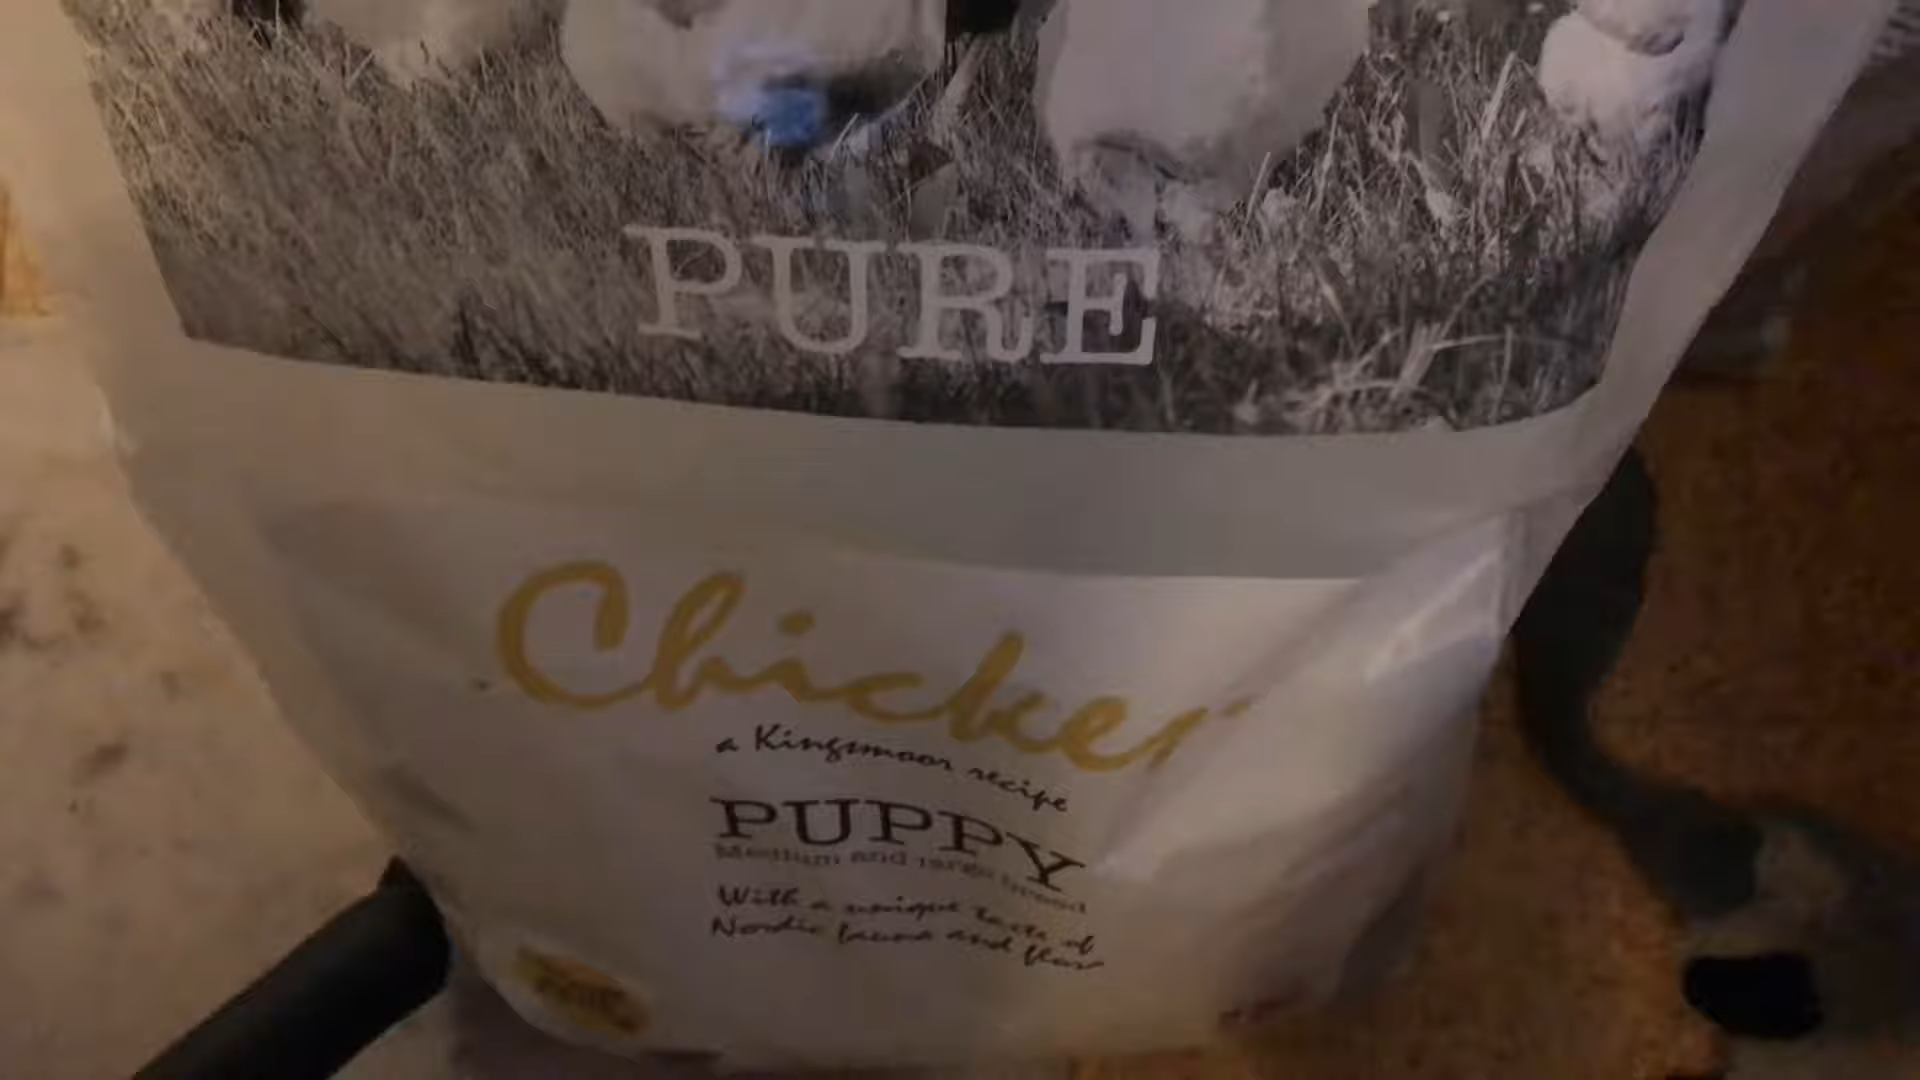 PURE
Chicken
a Kingsmoor recipe
PUPPY
Medium and large breed
With a unique taste of
Nordic fauna and flora